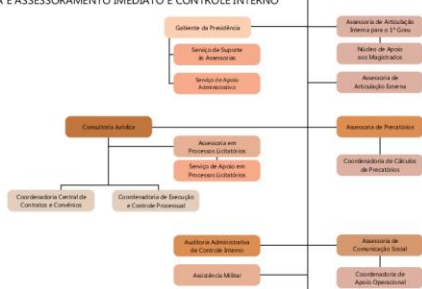 E ASSESSORAMENTO IMEDIATO E CONTROLE INTERNO
Gabinete da Presidência
Assessoria de Articulação
Interna para o 1º Grau
Serviço de Suporte
às Assessorias
Núcleo de Apoio
aos Magistrados
Serviço de Apoio
Administrativo
Assessoria de
Articulação Externa
Consultoria Jurídica
Assessoria de Precatórios
Assessoria em
Processos Licitatórios
Serviço de Apoio em
Processos Licitatórios
Coordenadoria de Cálculos
de Precatórios
Coordenadoria Central de
Contratos e Convênios
Coordenadoria de Execução
e Controle Processual
Auditoria Administrativa
de Controle Interno
Assessoria de
Comunicação Social
Assistência Militar
Coordenadoria de
Apoio Operacional